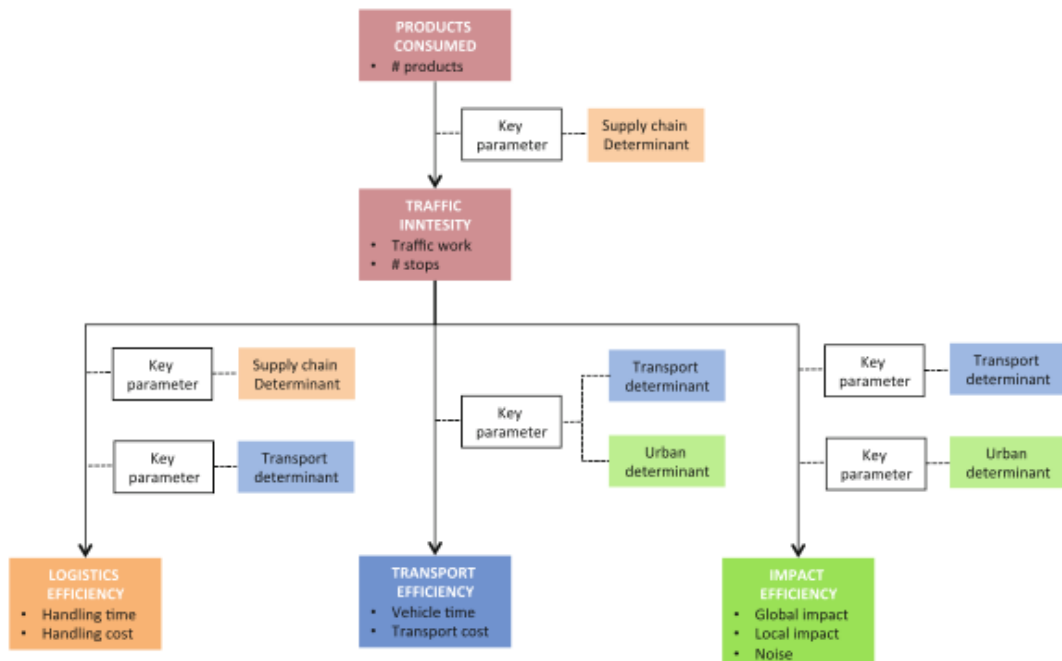 PRODUCTS
CONSUMED
• # products
Key
parameter
Supply chain
Determinant
TRAFFIC
INNTESITY
• Traffic work
• # stops
Key
parameter
Supply chain
Determinant
Key
parameter
Transport
determinant
Key
parameter
Transport
determinant
Urban
determinant
Key
parameter
Transport
determinant
Key
parameter
Urban
determinant
LOGISTICS
EFFICIENCY
• Handling time
• Handling cost
TRANSPORT
EFFICIENCY
• Vehicle time
• Transport cost
IMPACT
EFFICIENCY
• Global impact
• Local impact
• Noise